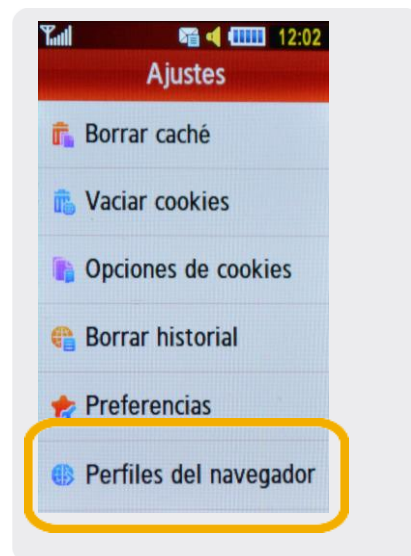 12:02
Ajustes
Borrar caché
Vaciar cookies
Opciones de cookies
Borrar historial
Preferencias
Perfiles del navegador